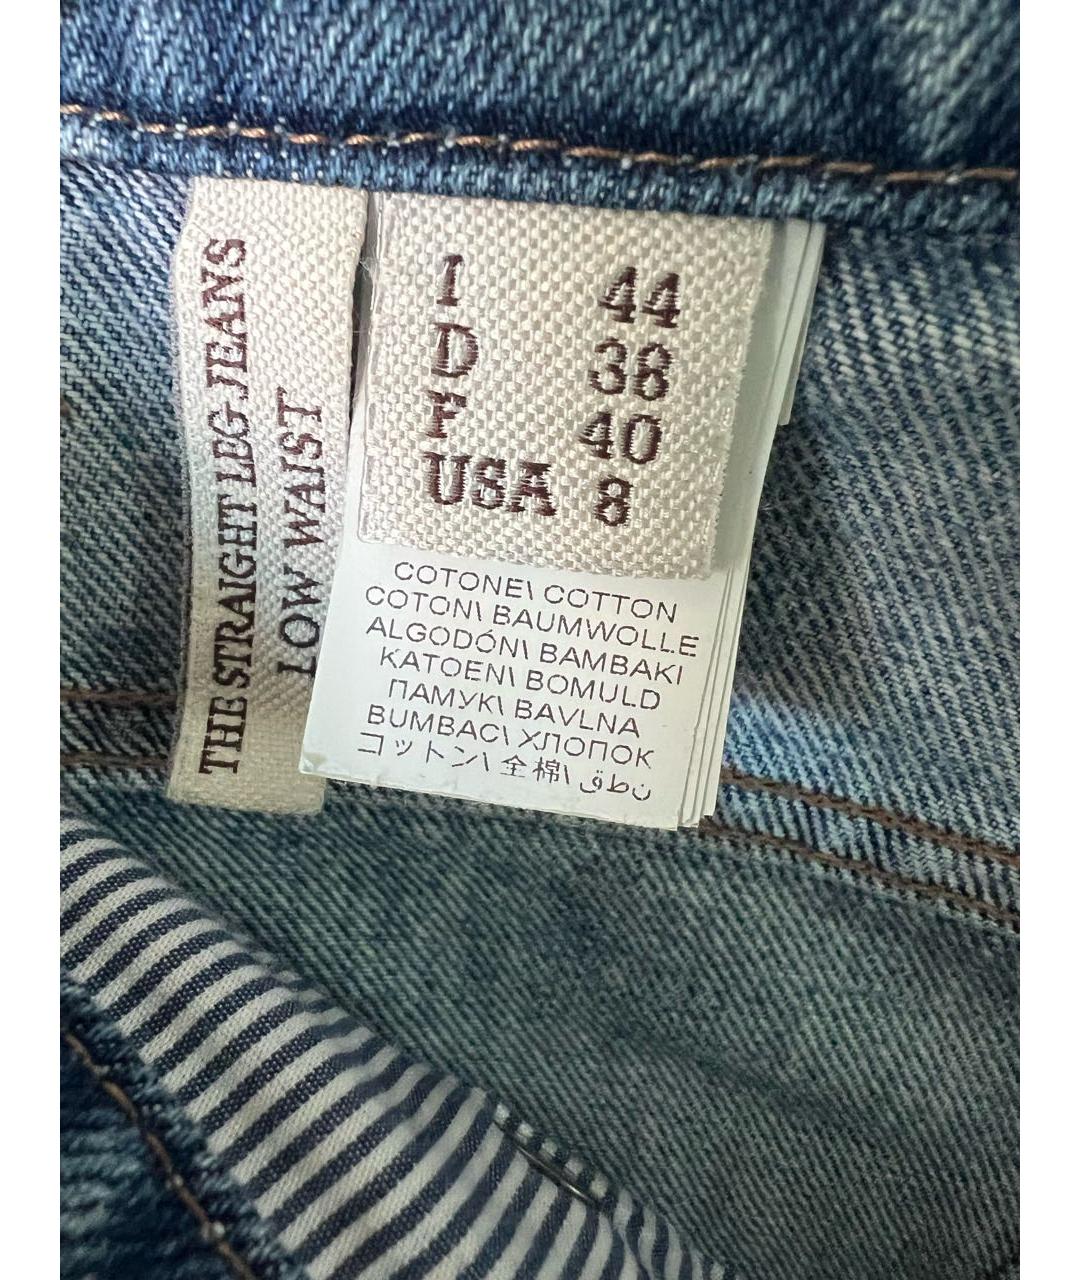 THE STRAIGHT LEG JEANS
LOW WAIST
I 44
D 38
F 40
USA 8
COTONE\ COTTON
COTON\ BAUMWOLLE
ALGODÓN\ BAMBAKI
KATOEN\ BOMULD
ПАМУК\ BAVLNA
BUMBAC\ ХЛОПОК
コットン\ 全棉\ نطق